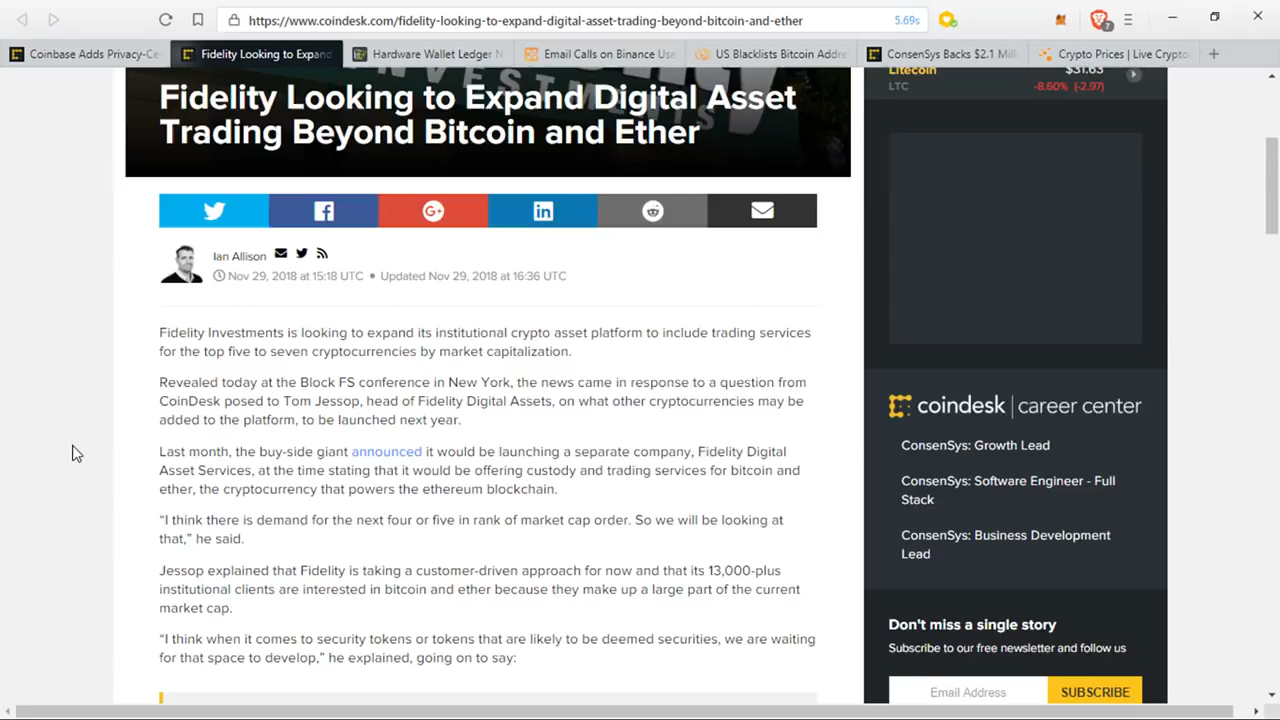 https://www.coindesk.com/fidelity-looking-to-expand-digital-asset-trading-beyond-bitcoin-and-ether
5.69s
7
Coinbase Adds Privacy-Ce
Fidelity Looking to Expand
Hardware Wallet Ledger N
Email Calls on Binance Use
US Blacklists Bitcoin Addre
ConsenSys Backs $2.1 Mil
Crypto Prices | Live Crypto
INVESTMENTS
Fidelity Looking to Expand Digital Asset
Trading Beyond Bitcoin and Ether
Ian Allison
Nov 29, 2018 at 15:18 UTC • Updated Nov 29, 2018 at 16:36 UTC
Fidelity Investments is looking to expand its institutional crypto asset platform to include trading services
for the top five to seven cryptocurrencies by market capitalization.
Revealed today at the Block FS conference in New York, the news came in response to a question from
CoinDesk posed to Tom Jessop, head of Fidelity Digital Assets, on what other cryptocurrencies may be
added to the platform, to be launched next year.
Last month, the buy-side giant announced it would be launching a separate company, Fidelity Digital
Asset Services, at the time stating that it would be offering custody and trading services for bitcoin and
ether, the cryptocurrency that powers the ethereum blockchain.
“I think there is demand for the next four or five in rank of market cap order. So we will be looking at
that,” he said.
Jessop explained that Fidelity is taking a customer-driven approach for now and that its 13,000-plus
institutional clients are interested in bitcoin and ether because they make up a large part of the current
market cap.
“I think when it comes to security tokens or tokens that are likely to be deemed securities, we are waiting
for that space to develop,” he explained, going on to say:
Litecoin
$31.63
LTC
-8.60% (-2.97)
coindesk | career center
ConsenSys: Growth Lead
ConsenSys: Software Engineer - Full
Stack
ConsenSys: Business Development
Lead
Don't miss a single story
Subscribe to our free newsletter and follow us
Email Address
SUBSCRIBE